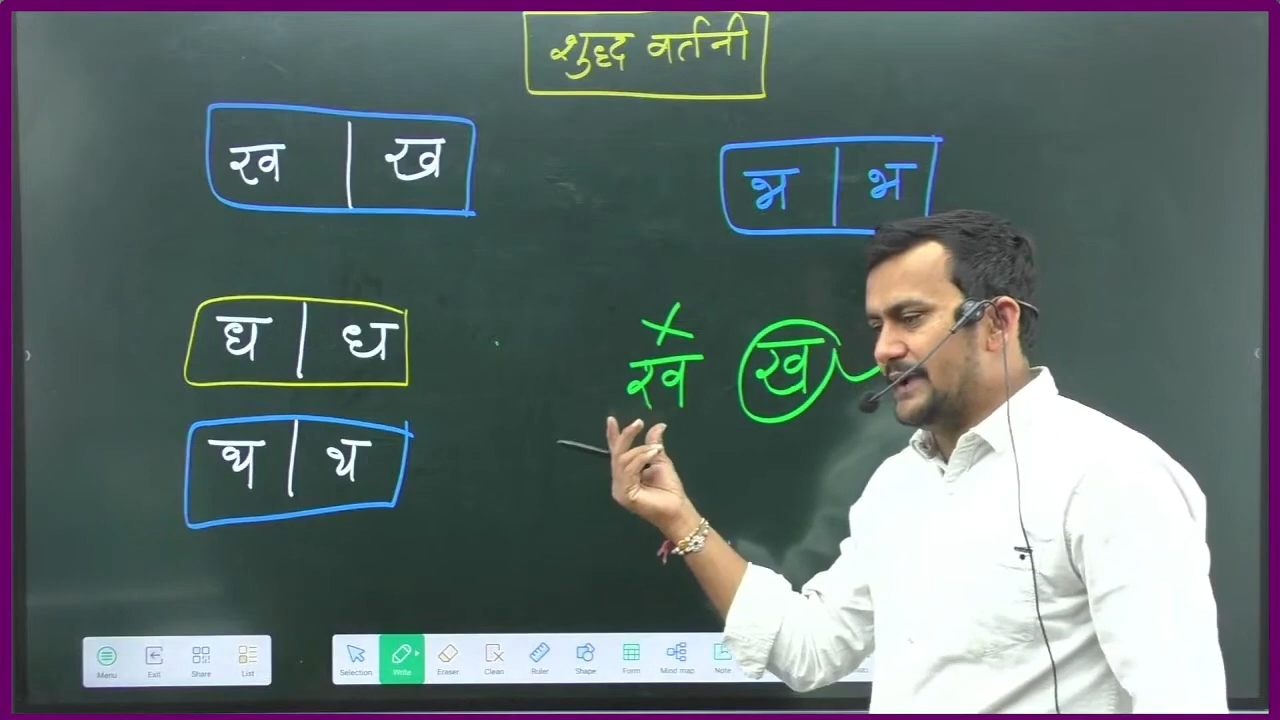 शुद्ध वर्तनी
रव | ख
भ | भ
ध | ध
X
रव ख
थ | थ
Menu Exit Share List Selection Write Eraser Clean Ruler Shape Form Mind map Note